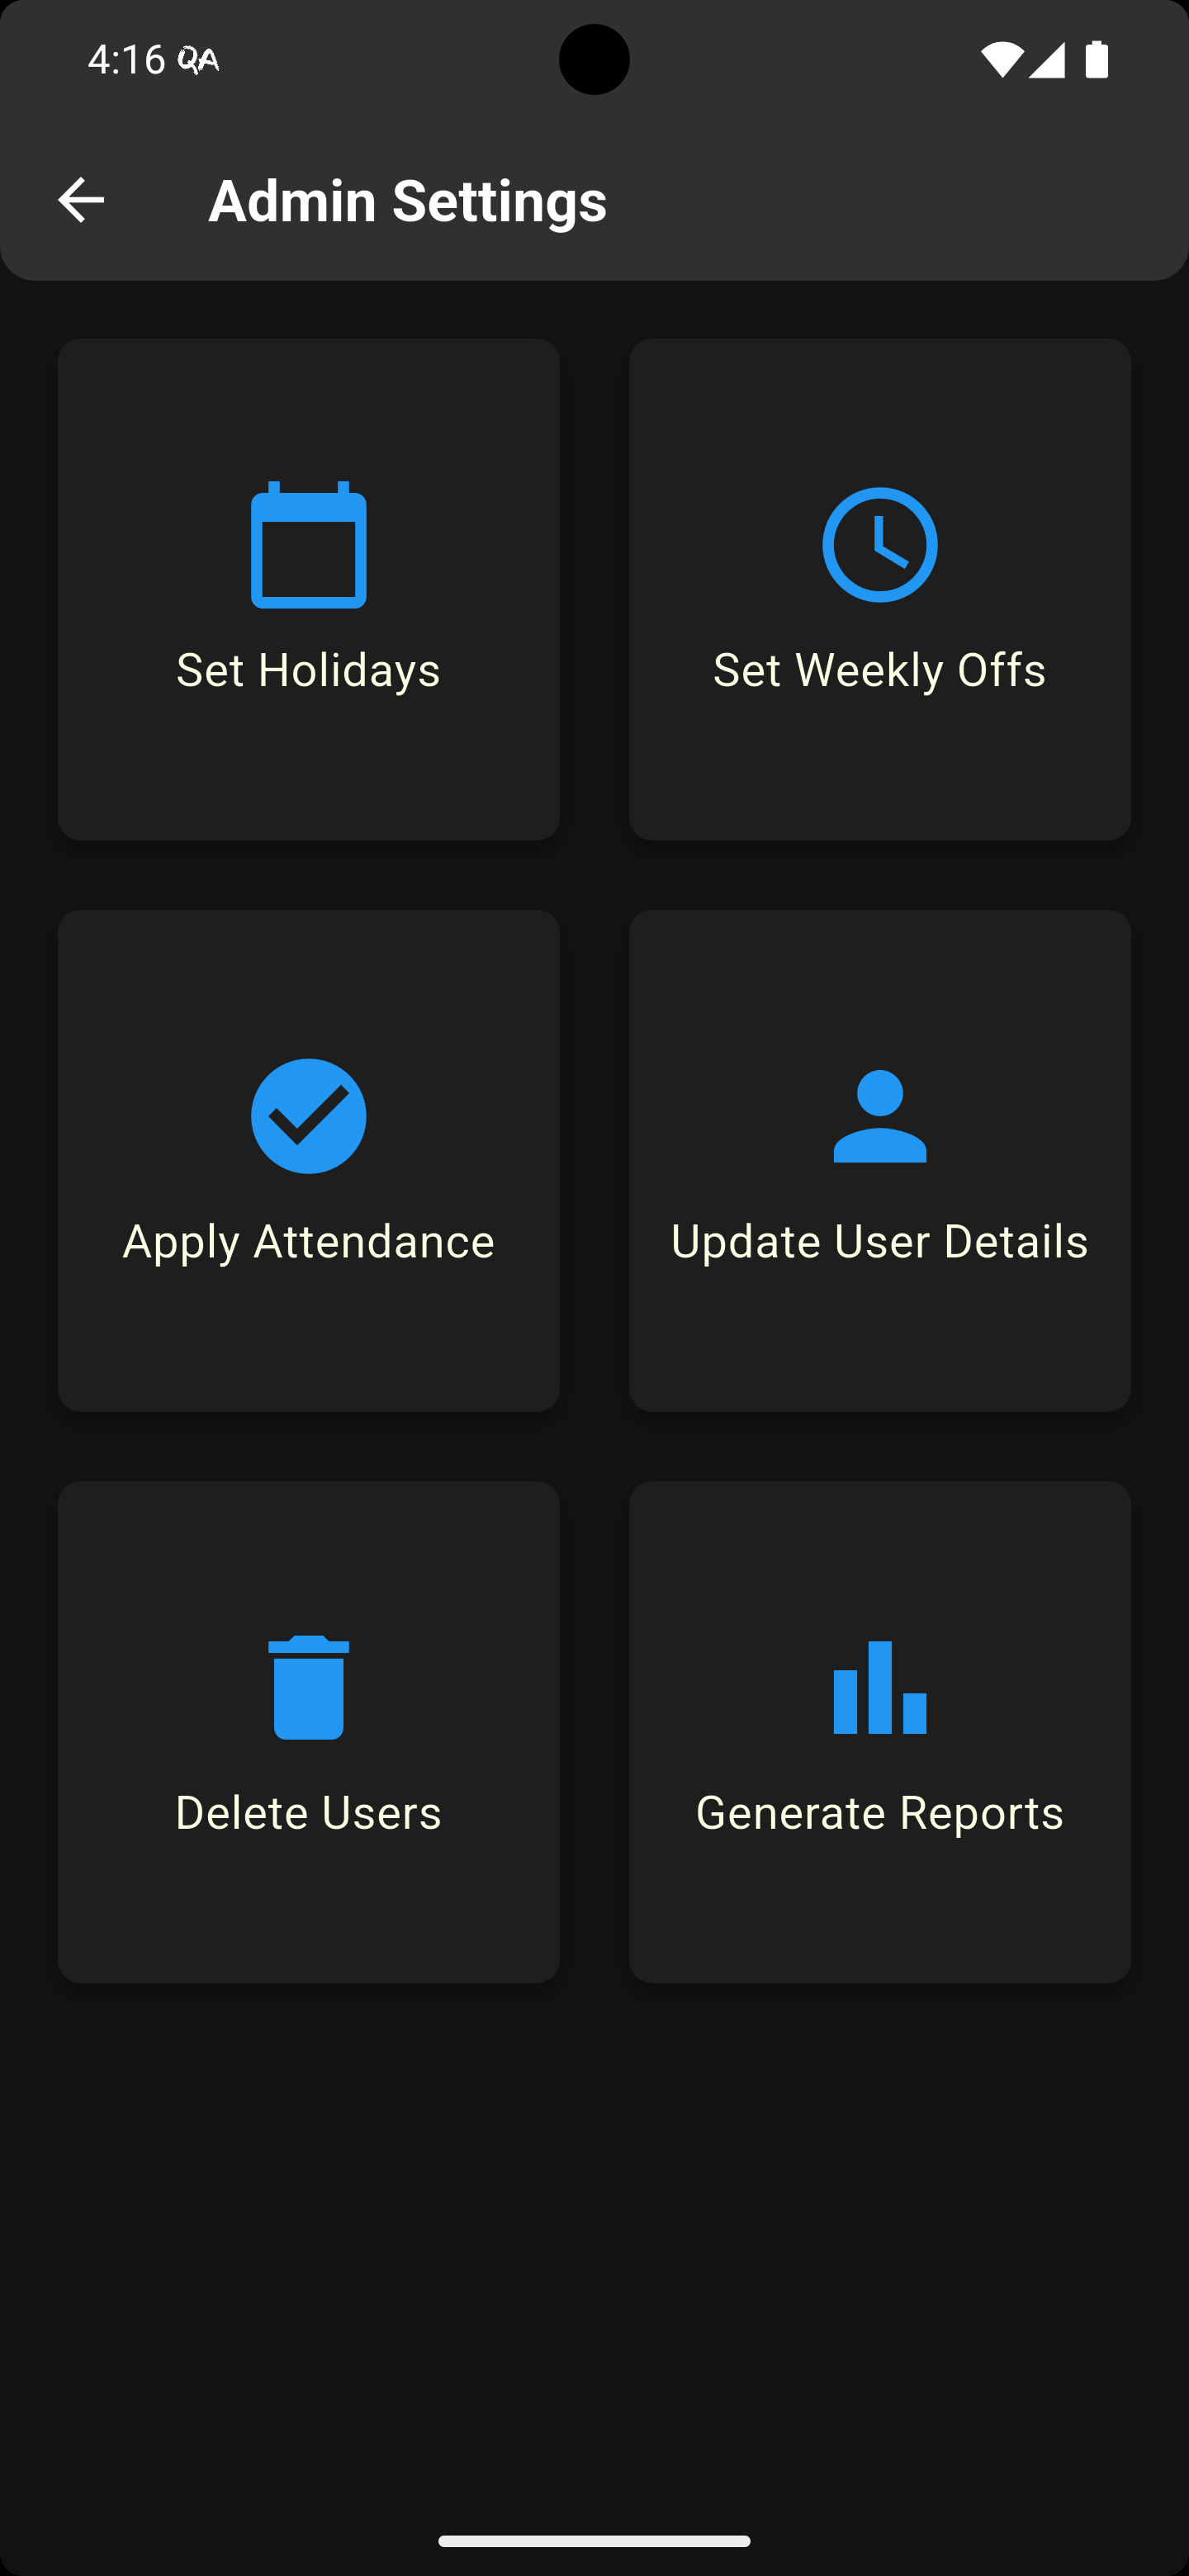 4:16 QA
Admin Settings
Set Holidays
Set Weekly Offs
Apply Attendance
Update User Details
Delete Users
Generate Reports